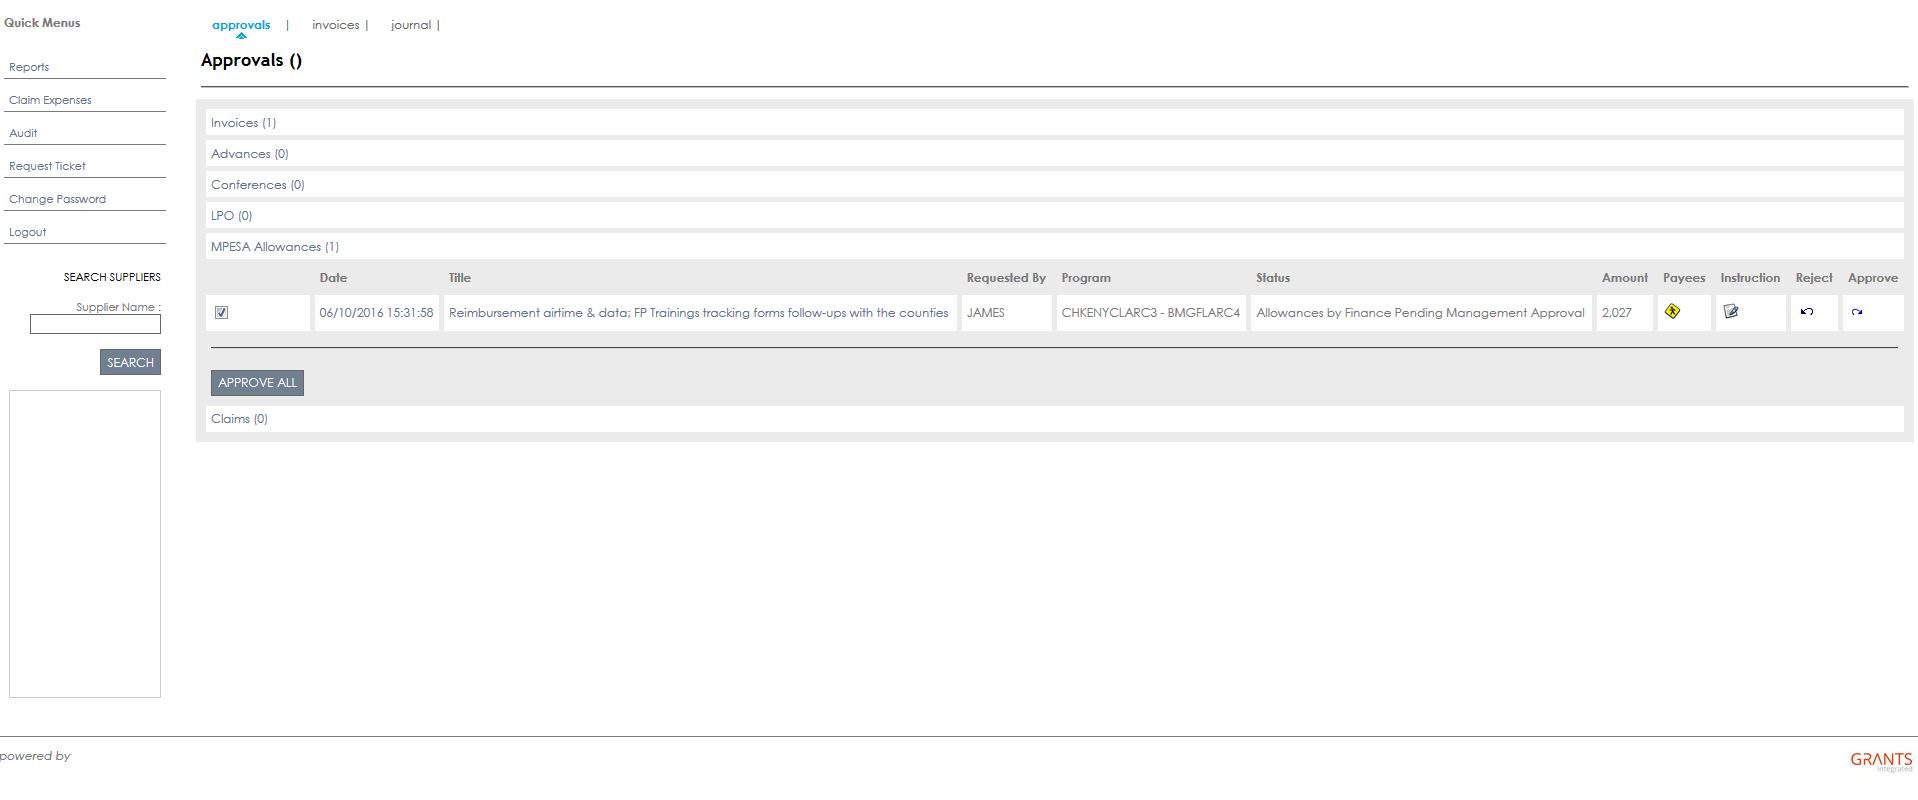 Quick Menus
approvals | invoices | journal |
Approvals ()
Reports
Claim Expenses
Audit
Request Ticket
Change Password
Logout
SEARCH SUPPLIERS
Supplier Name :
SEARCH
Invoices (1)
Advances (0)
Conferences (0)
LPO (0)
MPESA Allowances (1)
Date Title Requested By Program Status Amount Payees Instruction Reject Approve
06/10/2016 15:31:58 Reimbursement airtime & data; FP Trainings tracking forms follow-ups with the counties JAMES CHKENYCLARC3 - BMGFLARC4 Allowances by Finance Pending Management Approval 2,027
APPROVE ALL
Claims (0)
powered by
GRANTS
integrated